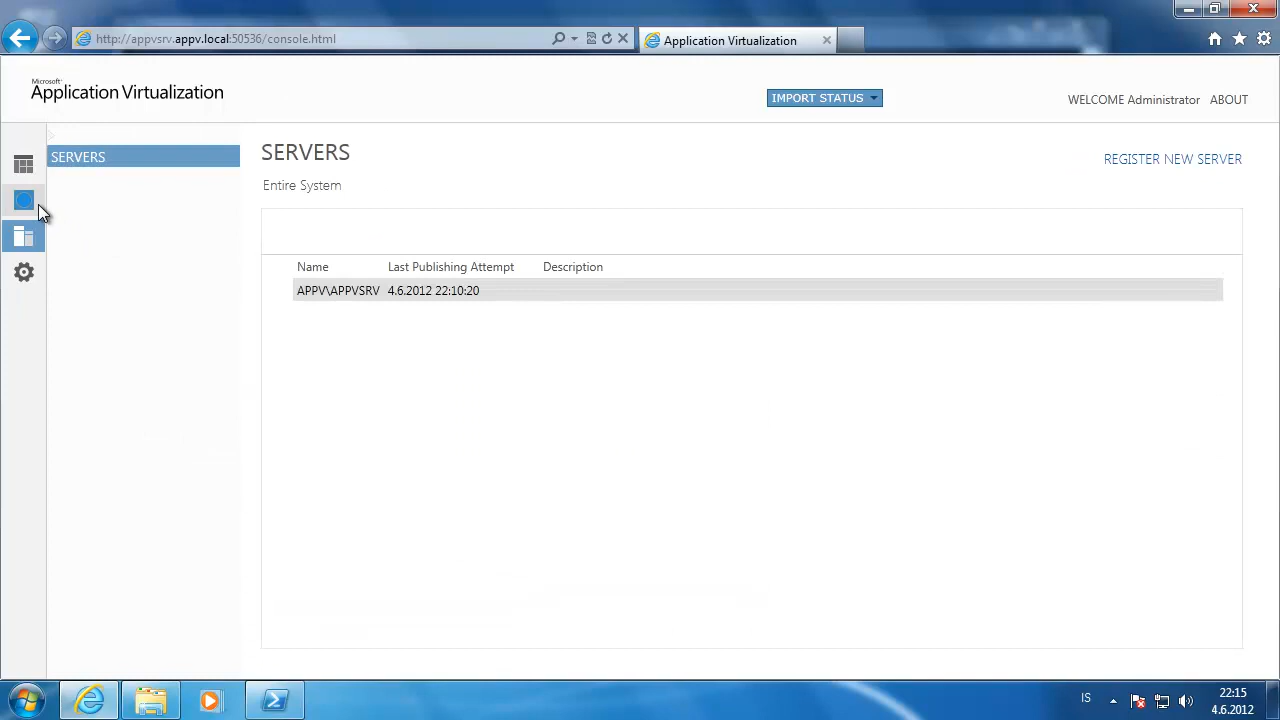 http://appvsrv.appv.local:50536/console.html
Application Virtualization
Microsoft
Application Virtualization
IMPORT STATUS
WELCOME Administrator ABOUT
SERVERS
SERVERS
REGISTER NEW SERVER
Entire System
Name Last Publishing Attempt Description
APPV\APPVSRV 4.6.2012 22:10:20
IS
22:15
4.6.2012